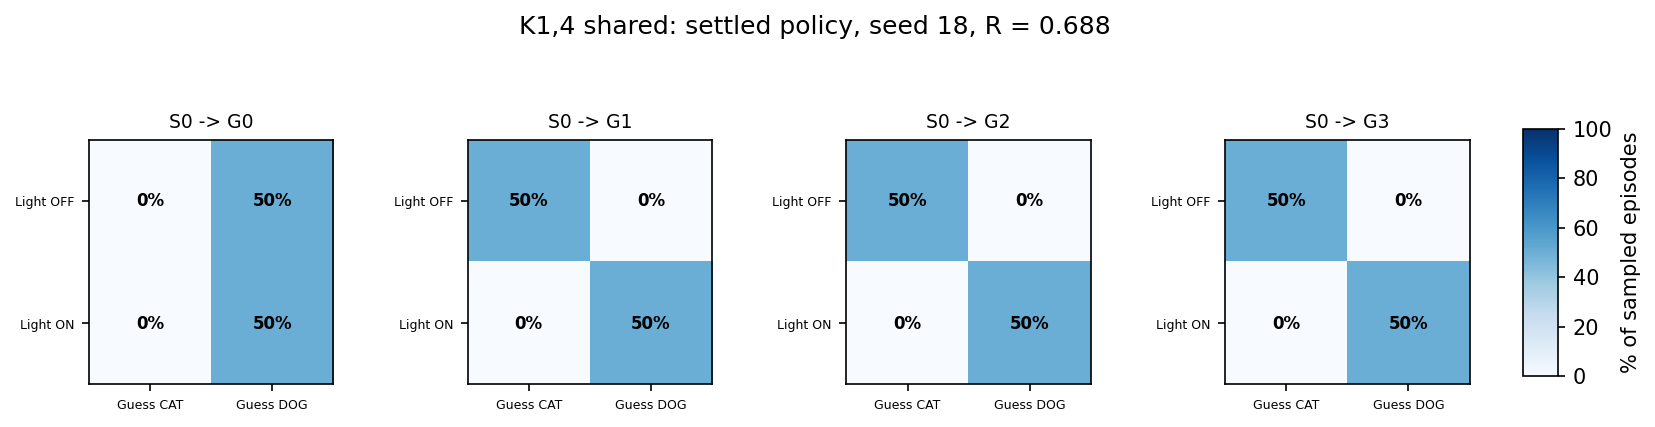 K1,4 shared: settled policy, seed 18, R = 0.688
S0 -> G0
S0 -> G1
S0 -> G2
S0 -> G3
Light OFF
0%
50%
Light ON
0%
50%
Guess CAT
Guess DOG
Light OFF
50%
0%
Light ON
0%
50%
Guess CAT
Guess DOG
Light OFF
50%
0%
Light ON
0%
50%
Guess CAT
Guess DOG
Light OFF
50%
0%
Light ON
0%
50%
Guess CAT
Guess DOG
100
80
60
40
20
0
% of sampled episodes